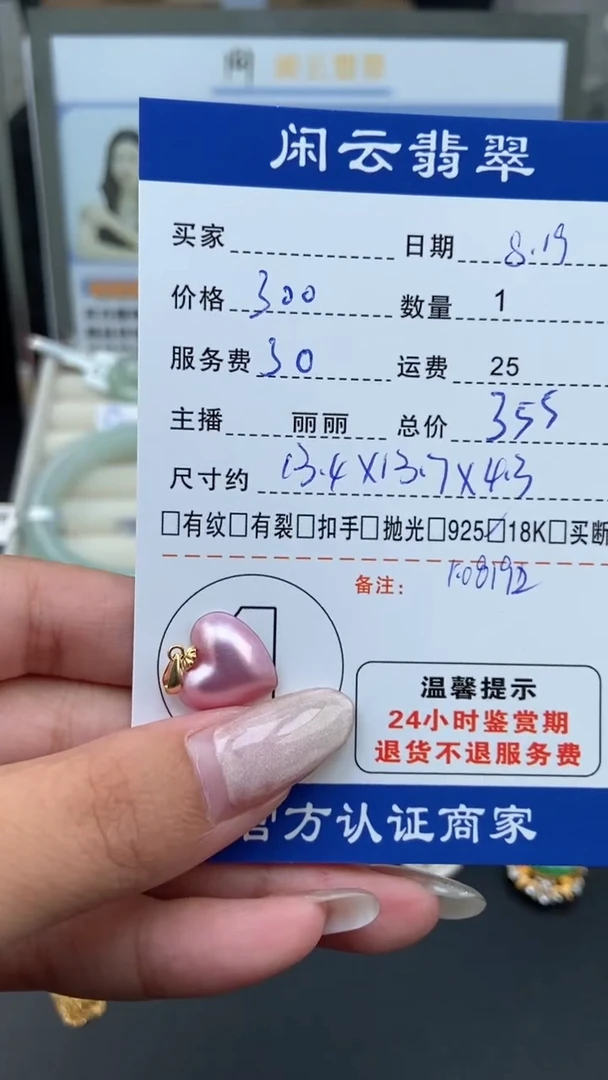 闲云翡翠
买家 日期 8.19
价格 300 数量 1
服务费 30 运费 25
主播 丽丽 总价 355
尺寸约 13.4X13.7X4.3
□有纹□有裂□扣手□抛光□925☑18K□买断
备注:
1
温馨提示
24小时鉴赏期
退货不退服务费
官方认证商家